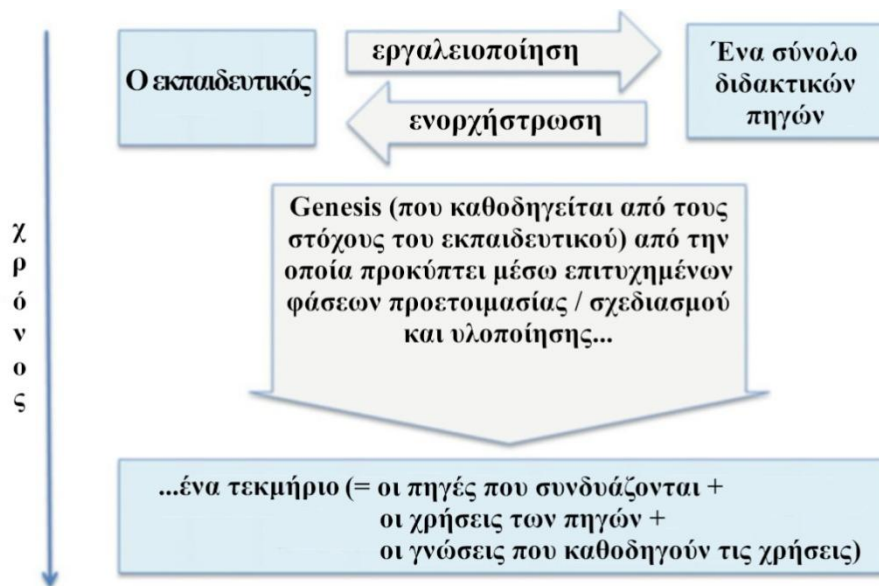 Ο εκπαιδευτικός
εργαλειοποίηση
ενορχήστρωση
Ένα σύνολο
διδακτικών
πηγών
χρόνος
Genesis (που καθοδηγείται από τους
στόχους του εκπαιδευτικού) από την
οποία προκύπτει μέσω επιτυχημένων
φάσεων προετοιμασίας / σχεδιασμού
και υλοποίησης...
...ένα τεκμήριο (= οι πηγές που συνδυάζονται +
οι χρήσεις των πηγών +
οι γνώσεις που καθοδηγούν τις χρήσεις)